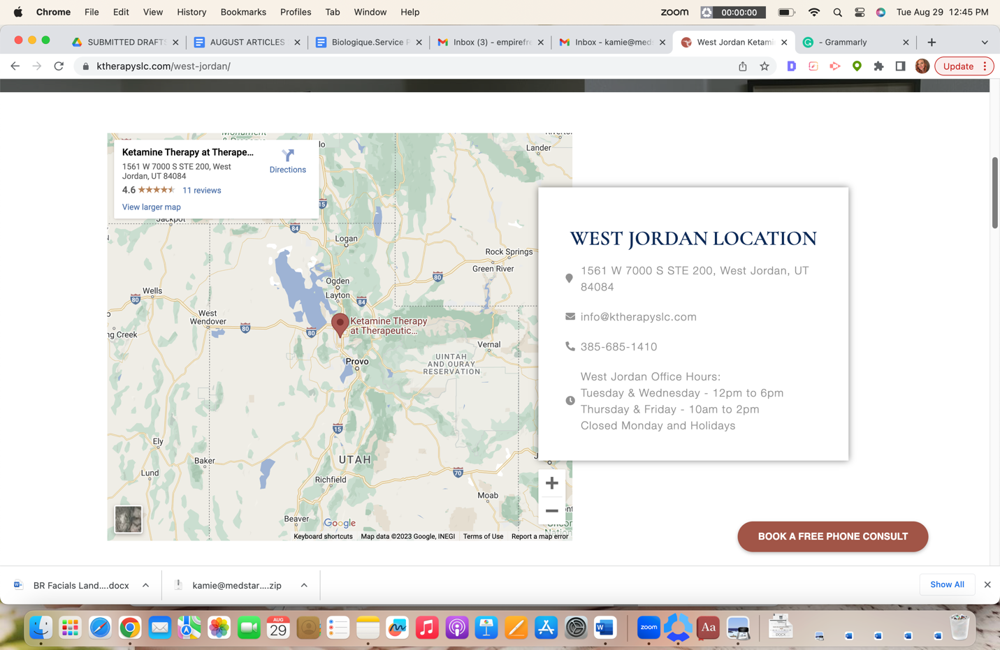 Chrome File Edit View History Bookmarks Profiles Tab Window Help
zoom 00:00:00 Tue Aug 29 12:45 PM
SUBMITTED DRAFTS AUGUST ARTICLES Biologique.Service Inbox (3) - empirefre Inbox - kamie@med West Jordan Ketami - Grammarly
ktherapyslc.com/west-jordan/
Update
Ketamine Therapy at Therape...
1561 W 7000 S STE 200, West
Jordan, UT 84084
4.6 11 reviews
View larger map
Directions
Lander
15
84
Logan
Rock Springs
Green River
80
Ogden
Layton
84
Wells
80
West
Wendover
80
80
Ketamine Therapy
at Therapeutic...
ng Creek
Vernal
Provo
UINTAH
AND OURAY
RESERVATION
15
Ely
Baker
Lund
UTAH
70
Richfield
Moab
Beaver
Google
Keyboard shortcuts Map data ©2023 Google, INEGI Terms of Use Report a map error
WEST JORDAN LOCATION
1561 W 7000 S STE 200, West Jordan, UT
84084
info@ktherapyslc.com
385-685-1410
West Jordan Office Hours:
Tuesday & Wednesday - 12pm to 6pm
Thursday & Friday - 10am to 2pm
Closed Monday and Holidays
BOOK A FREE PHONE CONSULT
BR Facials Land....docx kamie@medstar....zip Show All
AUG
29
zoom
Aa
DOCX